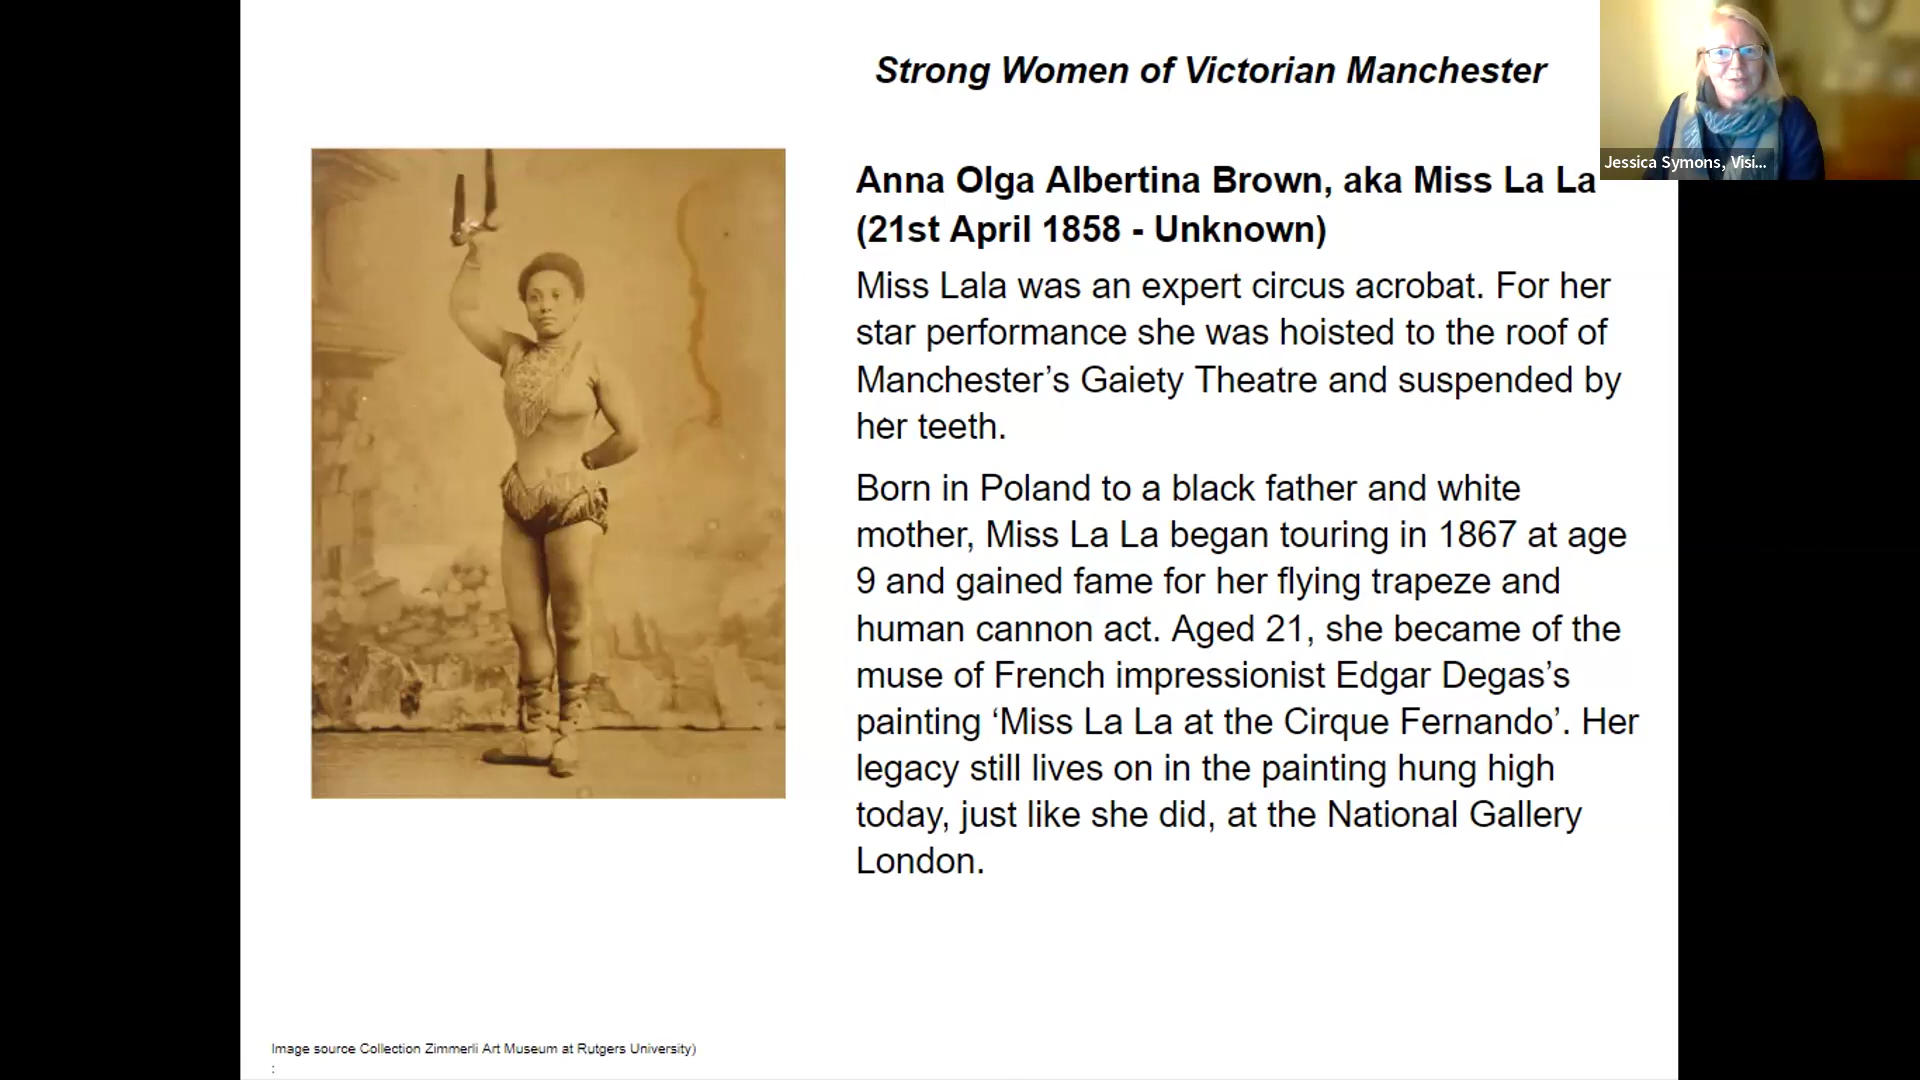 Strong Women of Victorian Manchester
Jessica Symons, Visi...
Anna Olga Albertina Brown, aka Miss La La
(21st April 1858 - Unknown)
Miss Lala was an expert circus acrobat. For her
star performance she was hoisted to the roof of
Manchester’s Gaiety Theatre and suspended by
her teeth.
Born in Poland to a black father and white
mother, Miss La La began touring in 1867 at age
9 and gained fame for her flying trapeze and
human cannon act. Aged 21, she became of the
muse of French impressionist Edgar Degas’s
painting ‘Miss La La at the Cirque Fernando’. Her
legacy still lives on in the painting hung high
today, just like she did, at the National Gallery
London.
Image source Collection Zimmerli Art Museum at Rutgers University)
: